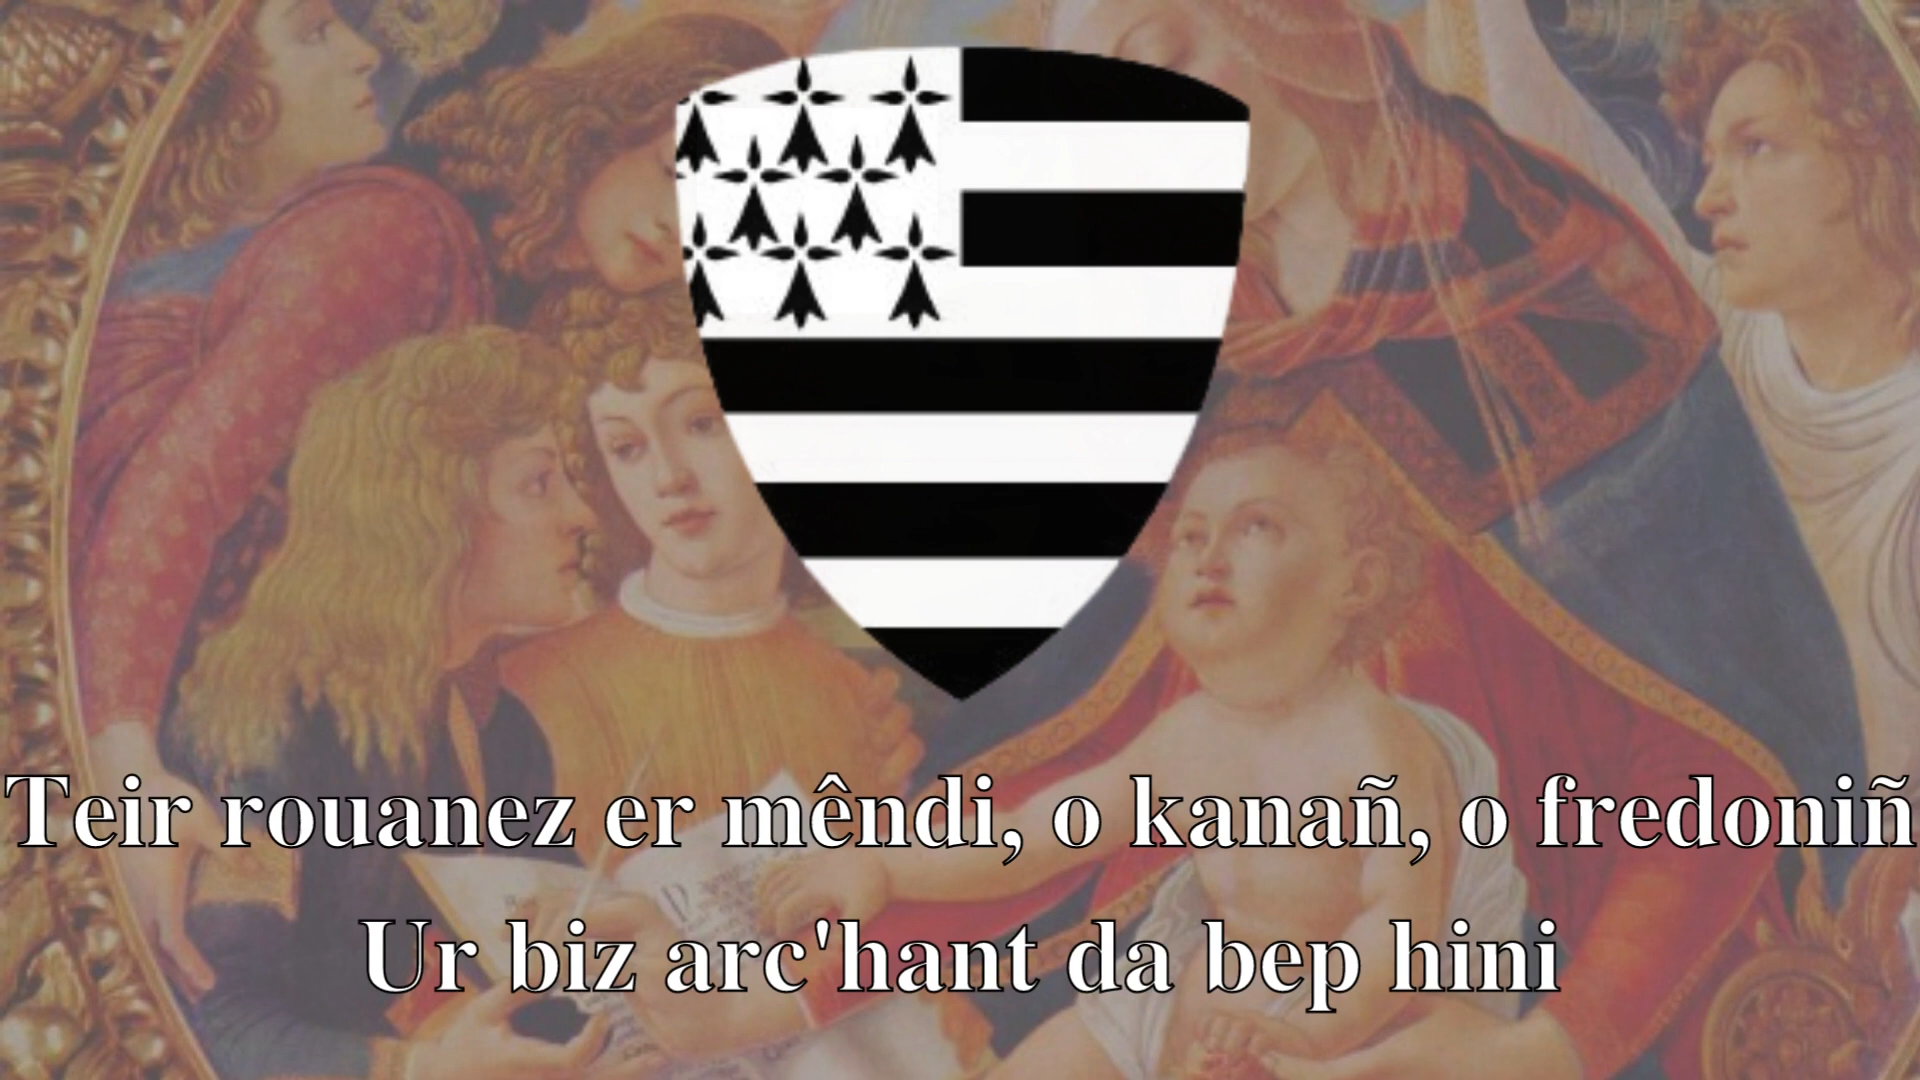 Teir rouanez er mêndi, o kanañ, o fredoniñ
Ur biz arc'hant da bep hini